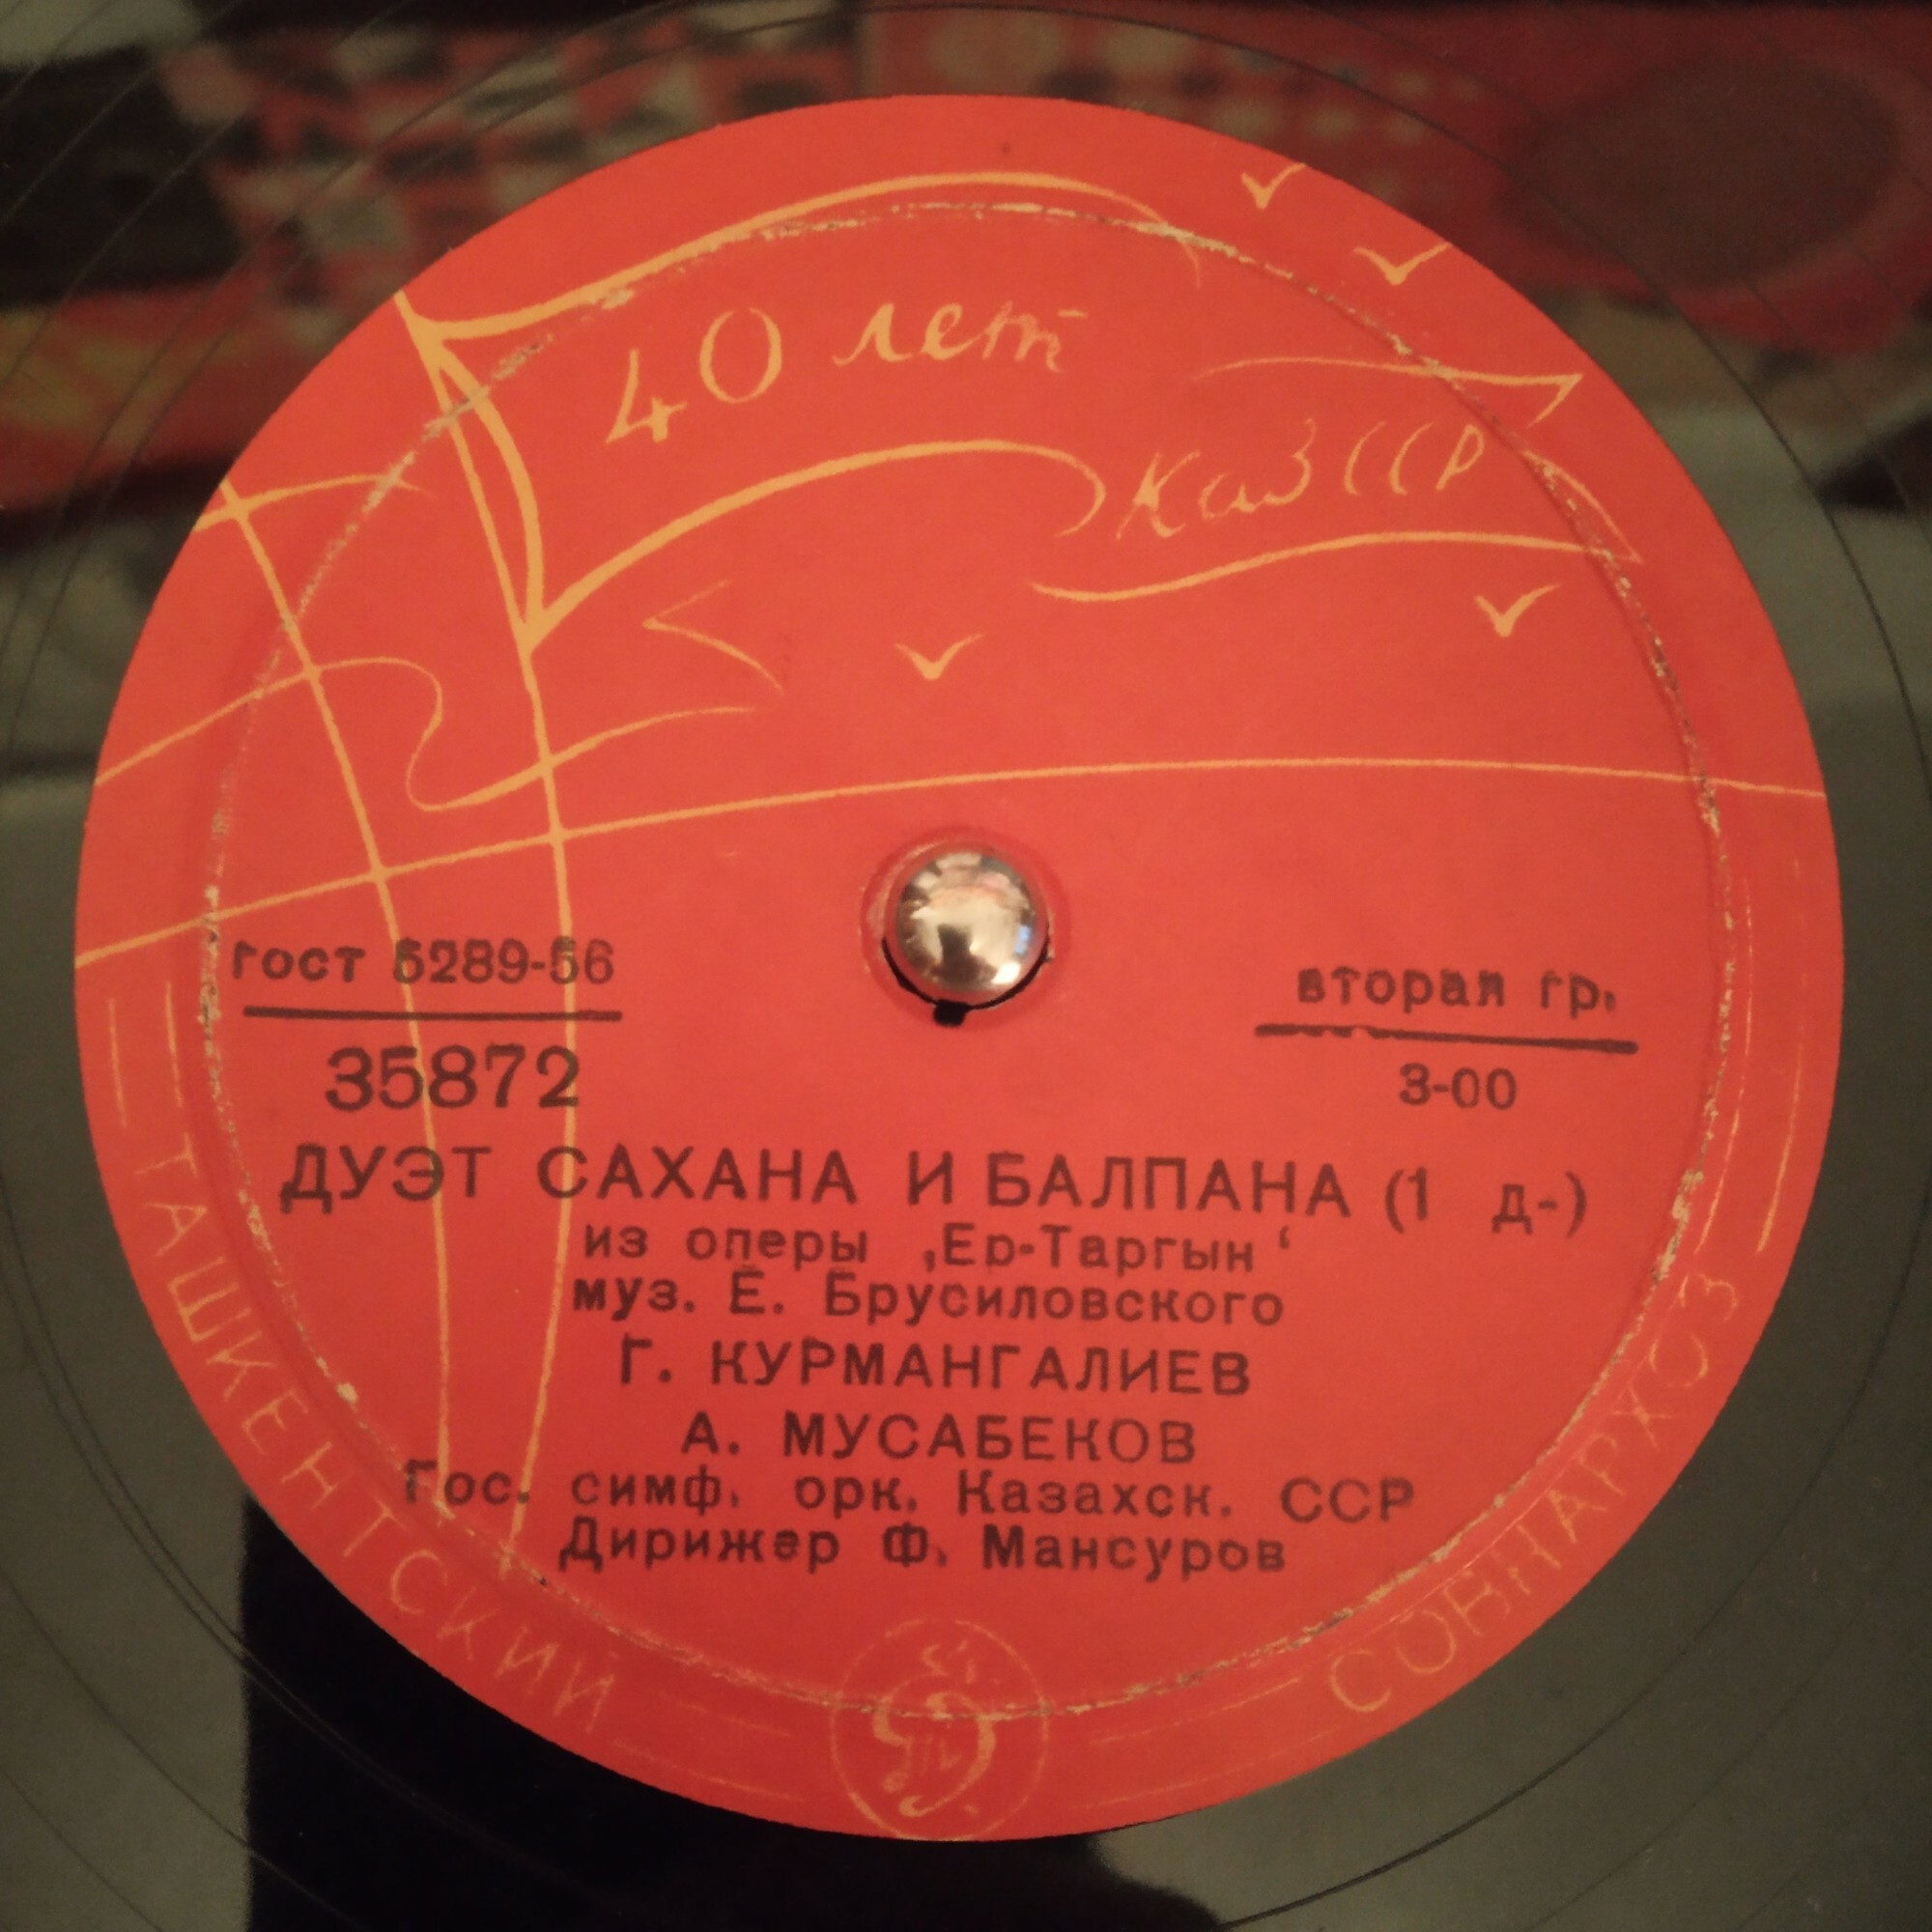 40 лет
КазССР
гост 5289-56
вторая гр.
35872
3-00
ДУЭТ САХАНА И БАЛПАНА (1 д-)
из оперы ‚Ер-Таргын‘
муз. Е. Брусиловского
Г. КУРМАНГАЛИЕВ
А. МУСАБЕКОВ
Гос. симф. орк. Казахск. ССР
Дирижер Ф. Мансуров
ТАШКЕНТСКИЙ
СОВНАРХОЗ